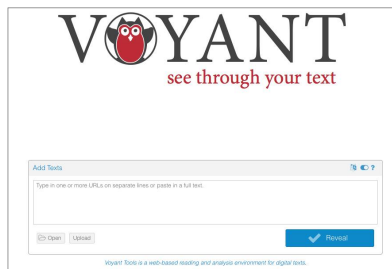 VOYANT
see through your text
Add Texts ?
Type in one or more URLs on separate lines or paste in a full text.
Open Upload Reveal
Voyant Tools is a web-based reading and analysis environment for digital texts.